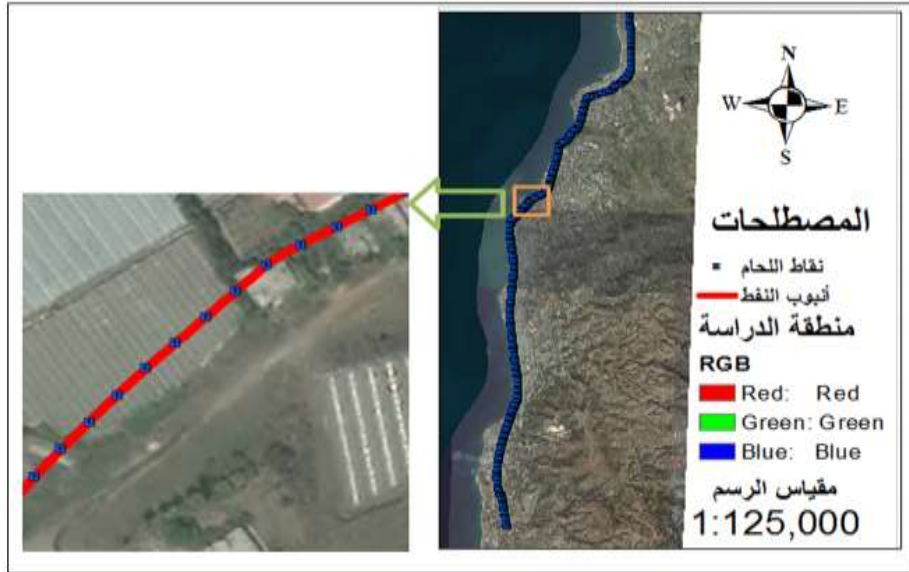 N
W E
S
المصطلحات
نقاط اللحام
أنبوب النفط
منطقة الدراسة
RGB
Red: Red
Green: Green
Blue: Blue
مقياس الرسم
1:125,000